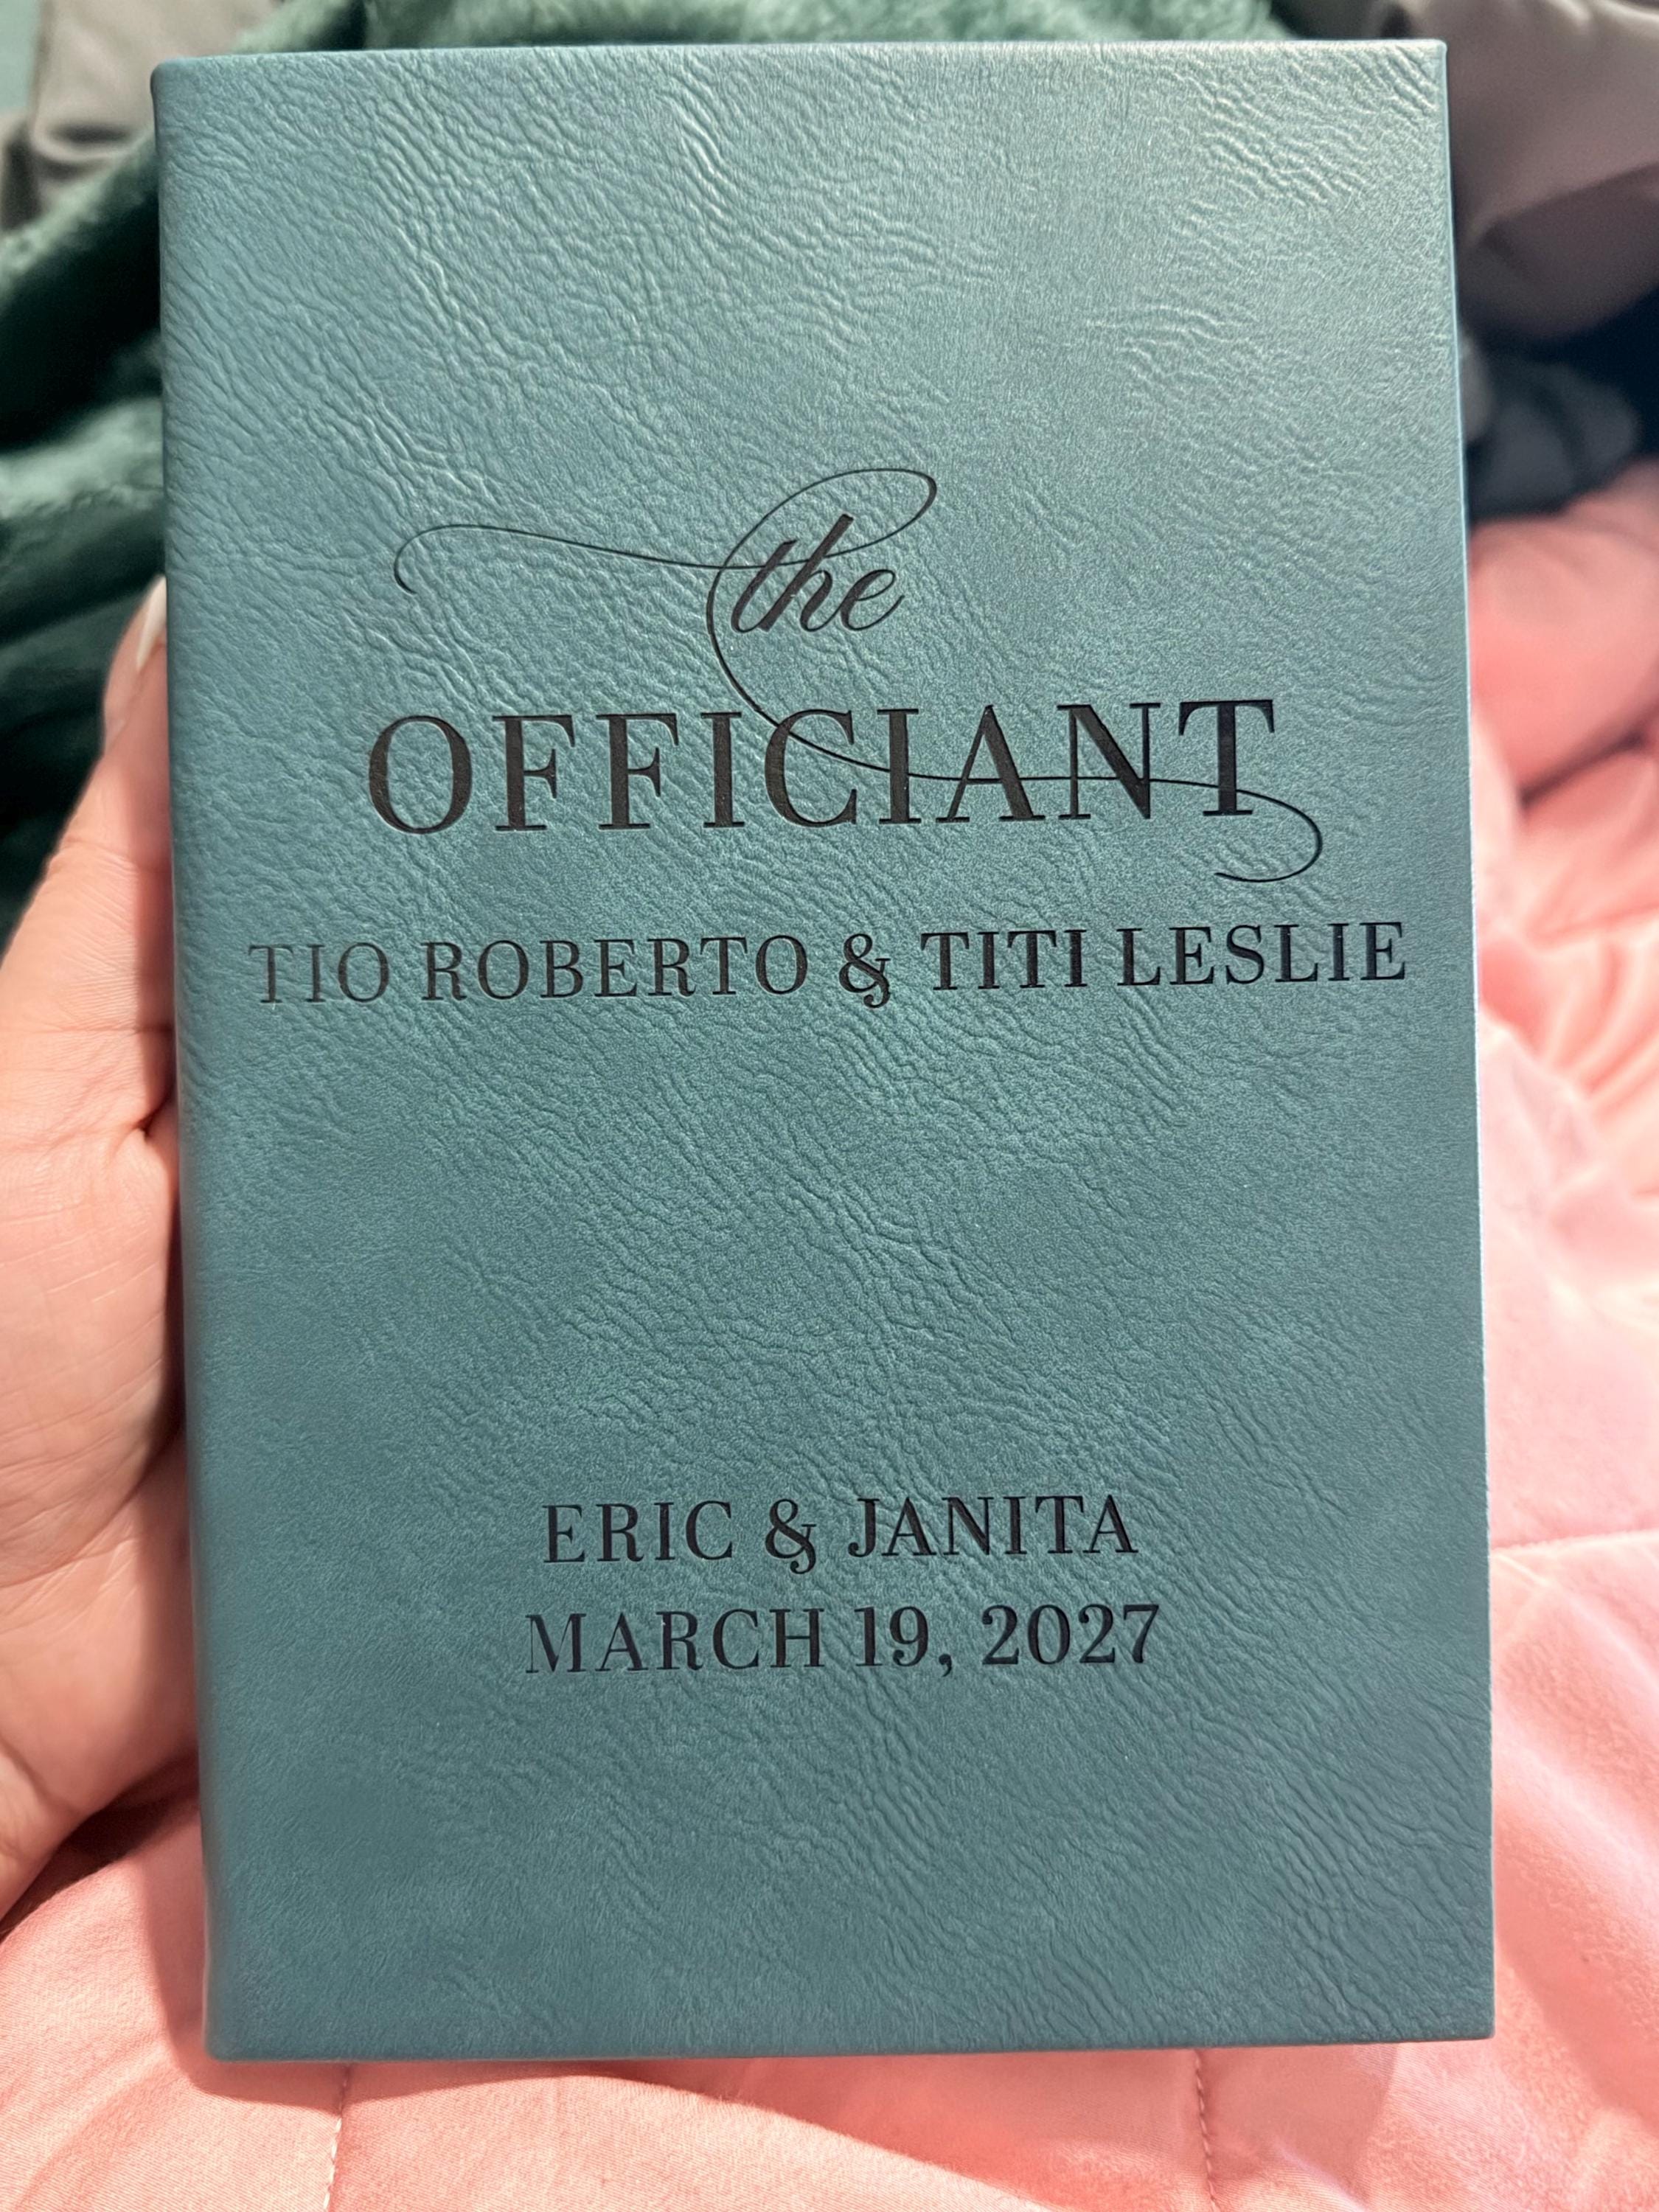 the
OFFICIANT
TIO ROBERTO & TITI LESLIE
ERIC & JANITA
MARCH 19, 2027